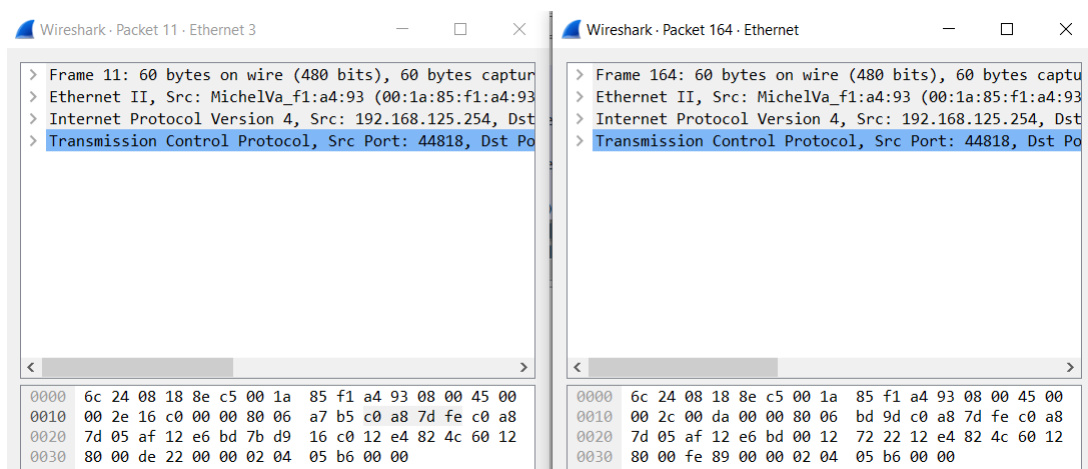 Wireshark · Packet 11 · Ethernet 3
> Frame 11: 60 bytes on wire (480 bits), 60 bytes captur
> Ethernet II, Src: MichelVa_f1:a4:93 (00:1a:85:f1:a4:93
> Internet Protocol Version 4, Src: 192.168.125.254, Dst
> Transmission Control Protocol, Src Port: 44818, Dst Po
0000 6c 24 08 18 8e c5 00 1a 85 f1 a4 93 08 00 45 00
0010 00 2e 16 c0 00 00 80 06 a7 b5 c0 a8 7d fe c0 a8
0020 7d 05 af 12 e6 bd 7b d9 16 c0 12 e4 82 4c 60 12
0030 80 00 de 22 00 00 02 04 05 b6 00 00
Wireshark · Packet 164 · Ethernet
> Frame 164: 60 bytes on wire (480 bits), 60 bytes captu
> Ethernet II, Src: MichelVa_f1:a4:93 (00:1a:85:f1:a4:93
> Internet Protocol Version 4, Src: 192.168.125.254, Dst
> Transmission Control Protocol, Src Port: 44818, Dst Po
0000 6c 24 08 18 8e c5 00 1a 85 f1 a4 93 08 00 45 00
0010 00 2c 00 da 00 00 80 06 bd 9d c0 a8 7d fe c0 a8
0020 7d 05 af 12 e6 bd 00 12 72 22 12 e4 82 4c 60 12
0030 80 00 fe 89 00 00 02 04 05 b6 00 00